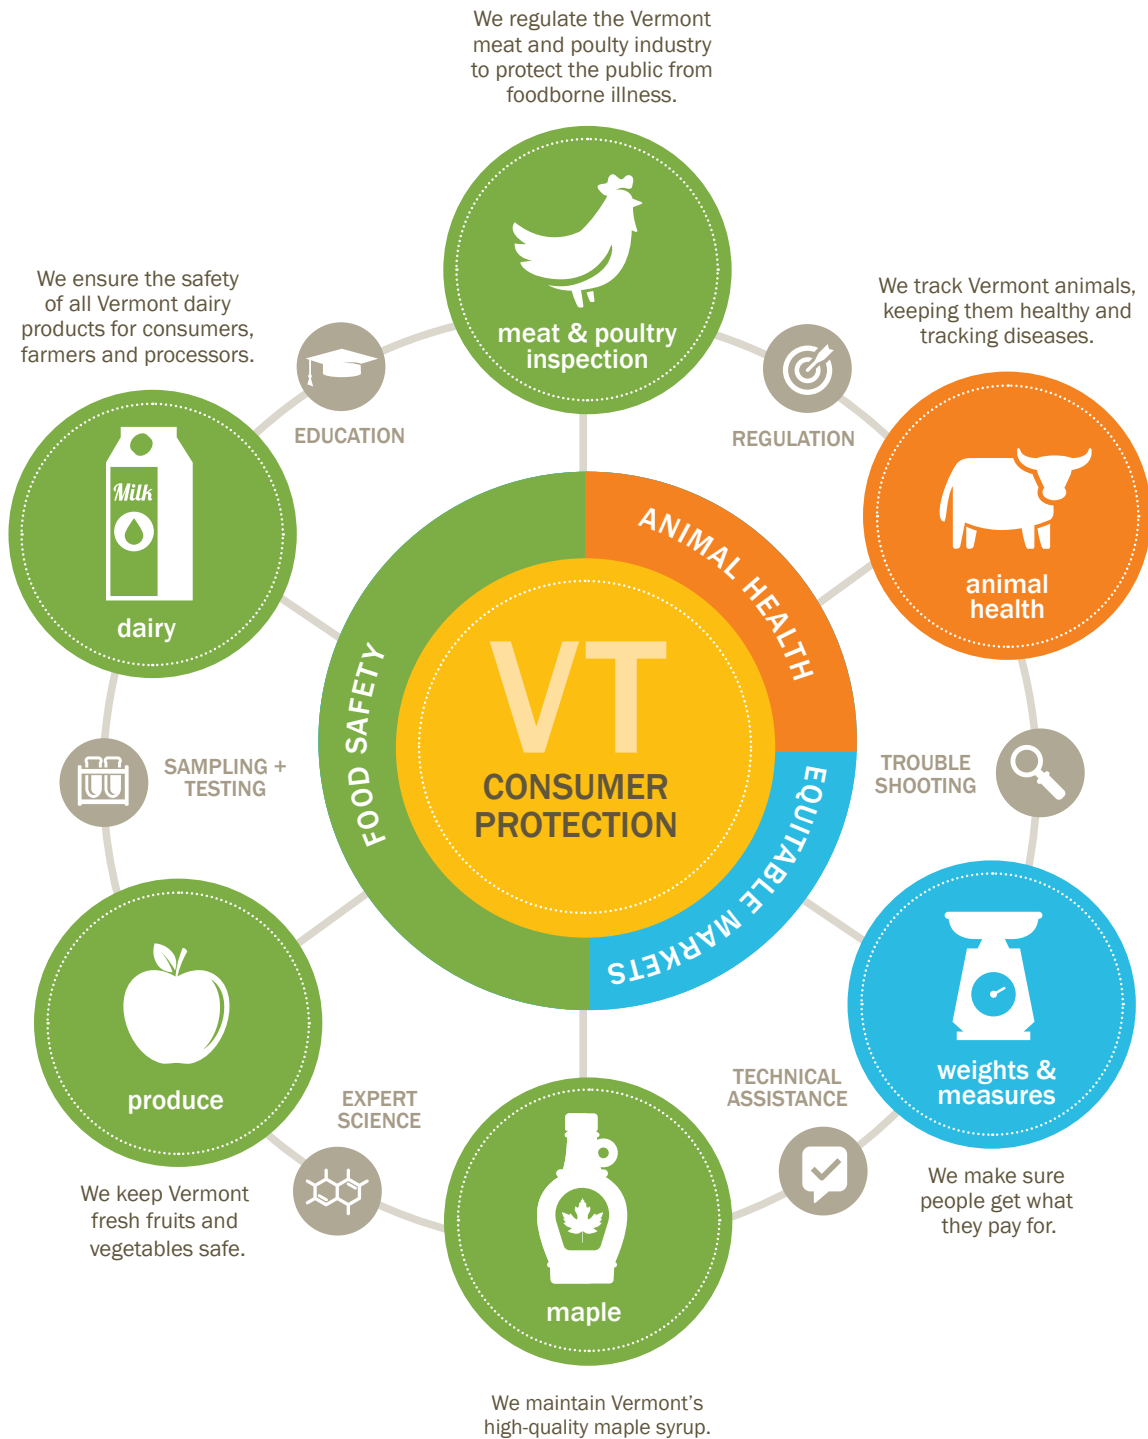 We regulate the Vermont
meat and poulty industry
to protect the public from
foodborne illness.
meat & poultry
inspection
We ensure the safety
of all Vermont dairy
products for consumers,
farmers and processors.
We track Vermont animals,
keeping them healthy and
tracking diseases.
EDUCATION
REGULATION
Milk
dairy
animal
health
ANIMAL HEALTH
FOOD SAFETY
EQUITABLE MARKETS
VT
CONSUMER
PROTECTION
SAMPLING +
TESTING
TROUBLE
SHOOTING
produce
weights &
measures
EXPERT
SCIENCE
TECHNICAL
ASSISTANCE
We keep Vermont
fresh fruits and
vegetables safe.
We make sure
people get what
they pay for.
maple
We maintain Vermont's
high-quality maple syrup.